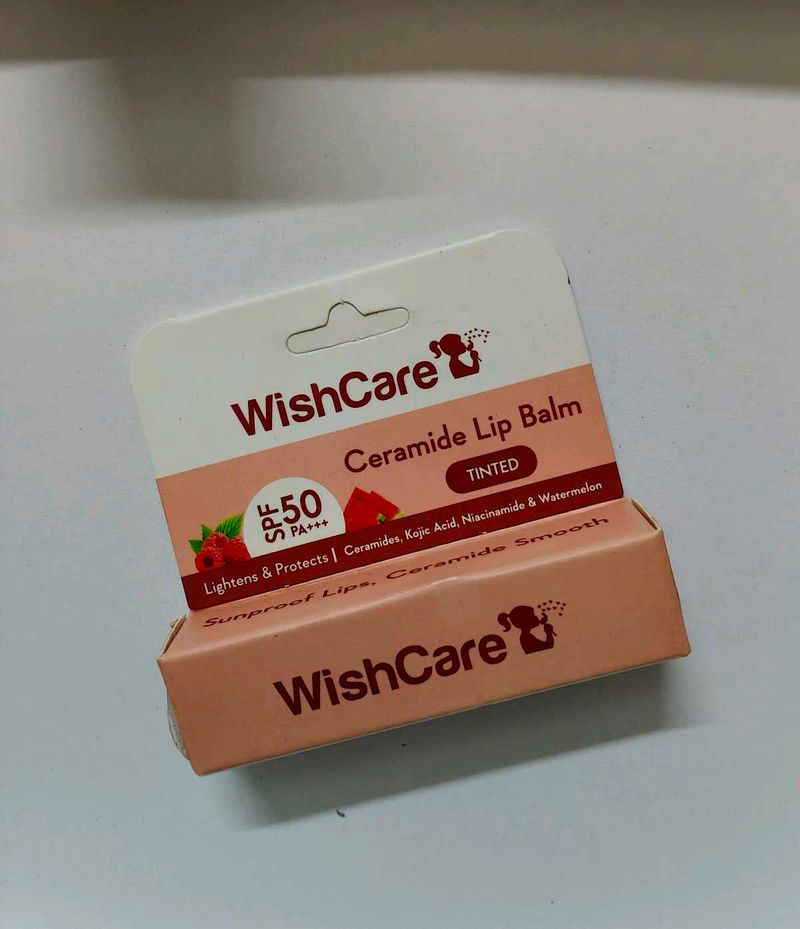 WishCare
Ceramide Lip Balm
TINTED
SPF 50
PA+++
Lightens & Protects | Ceramides, Kojic Acid, Niacinamide & Watermelon
Sunproof Lips, Ceramide Smooth
WishCare